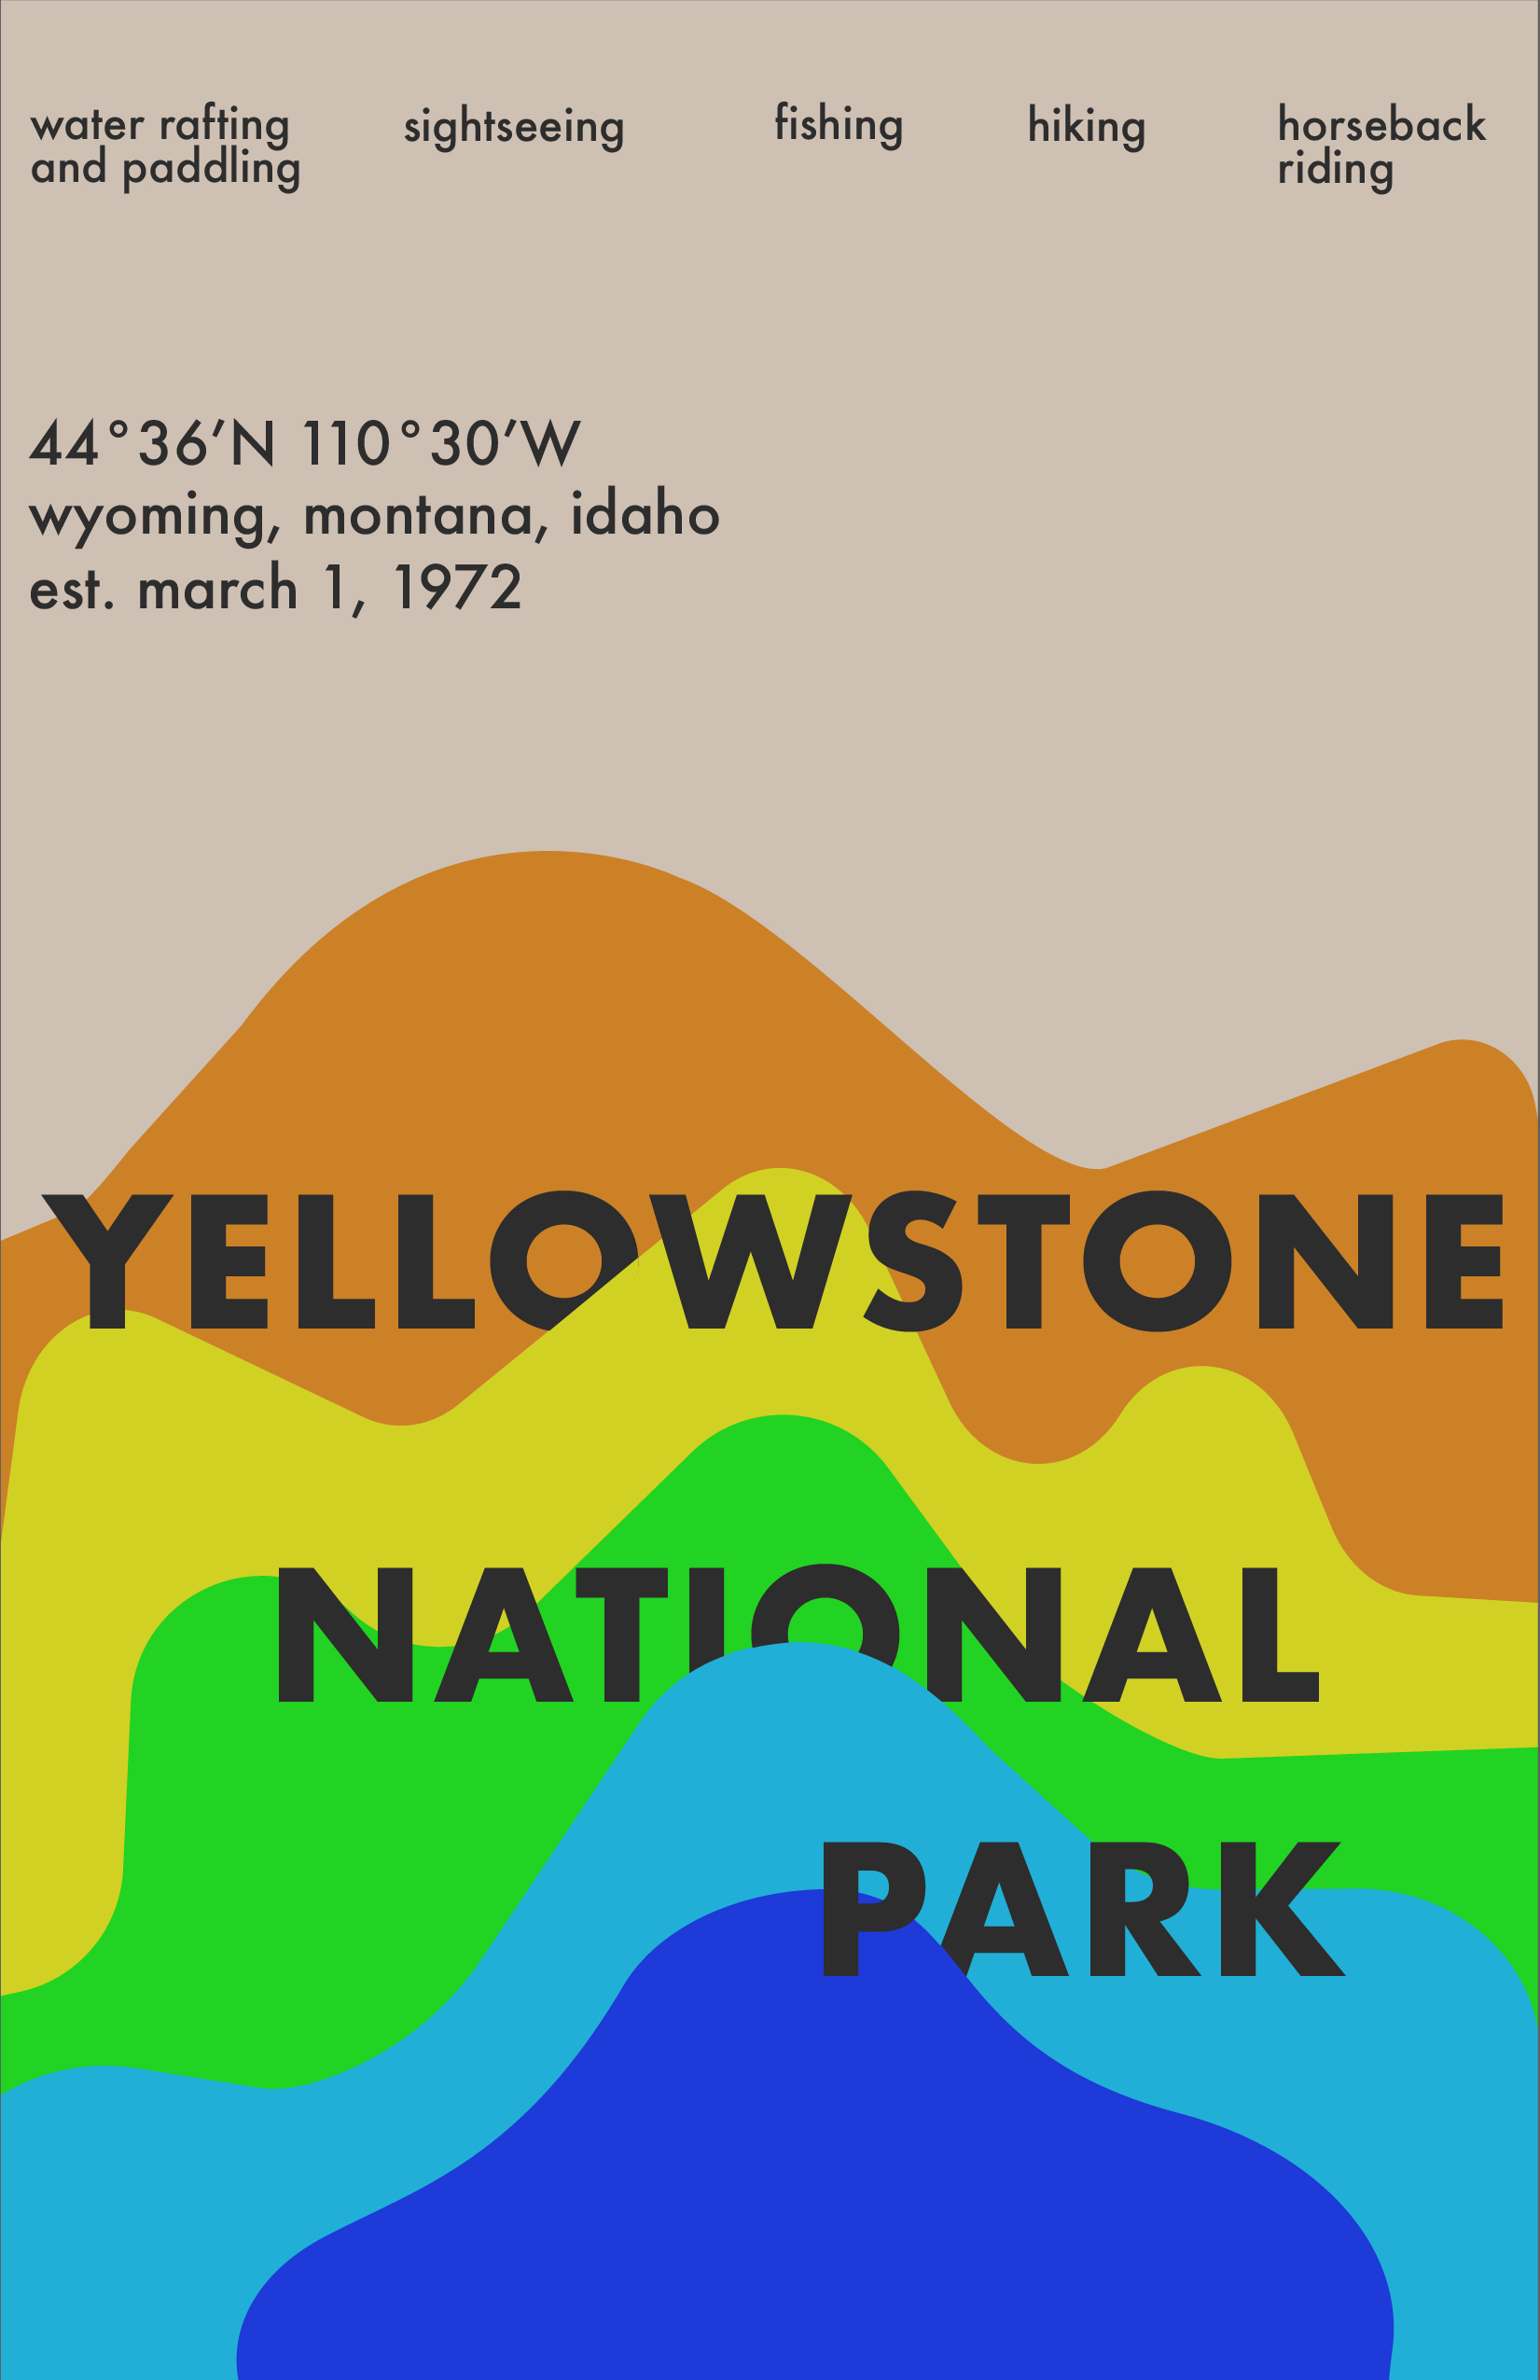 water rafting
and paddling
sightseeing
fishing
hiking
horseback
riding
44°36′N 110°30′W
wyoming, montana, idaho
est. march 1, 1972
YELLOWSTONE
NATIONAL
PARK